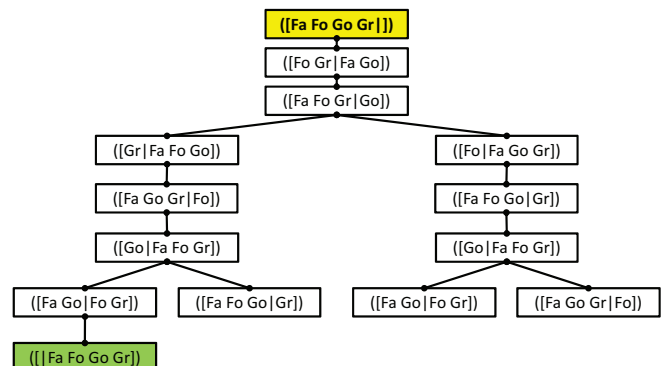 ([Fa Fo Go Gr|])
([Fo Gr|Fa Go])
([Fa Fo Gr|Go])
([Gr|Fa Fo Go]) ([Fo|Fa Go Gr])
([Fa Go Gr|Fo]) ([Fa Fo Go|Gr])
([Go|Fa Fo Gr]) ([Go|Fa Fo Gr])
([Fa Go|Fo Gr]) ([Fa Fo Go|Gr]) ([Fa Go|Fo Gr]) ([Fa Go Gr|Fo])
([|Fa Fo Go Gr])